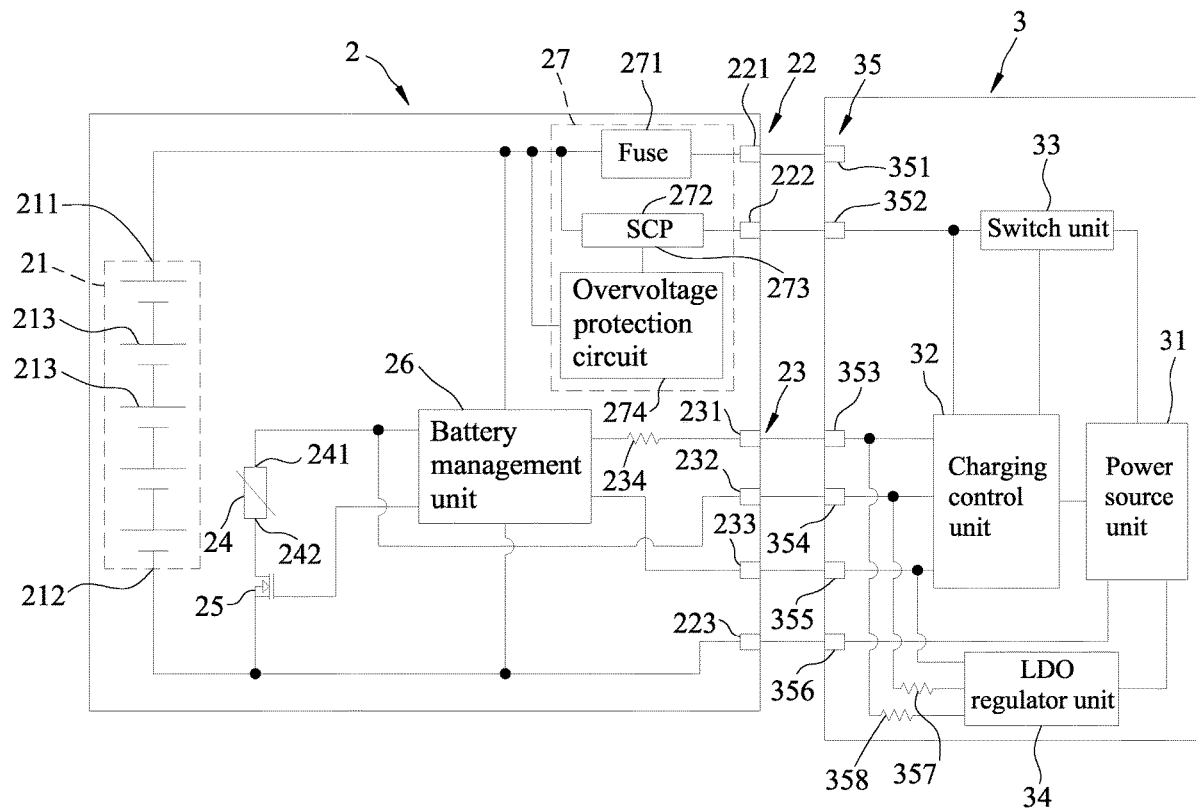 2
27
271
221
22
35
3
Fuse
351
33
211
272
222
352
SCP
Switch unit
21
273
Overvoltage
protection
circuit
213
26
31
213
274
23
353
32
231
Battery
management
unit
241
234
232
Charging
control
unit
Power
source
unit
24
242
233
354
212
25
223
355
356
LDO
regulator unit
358
357
34